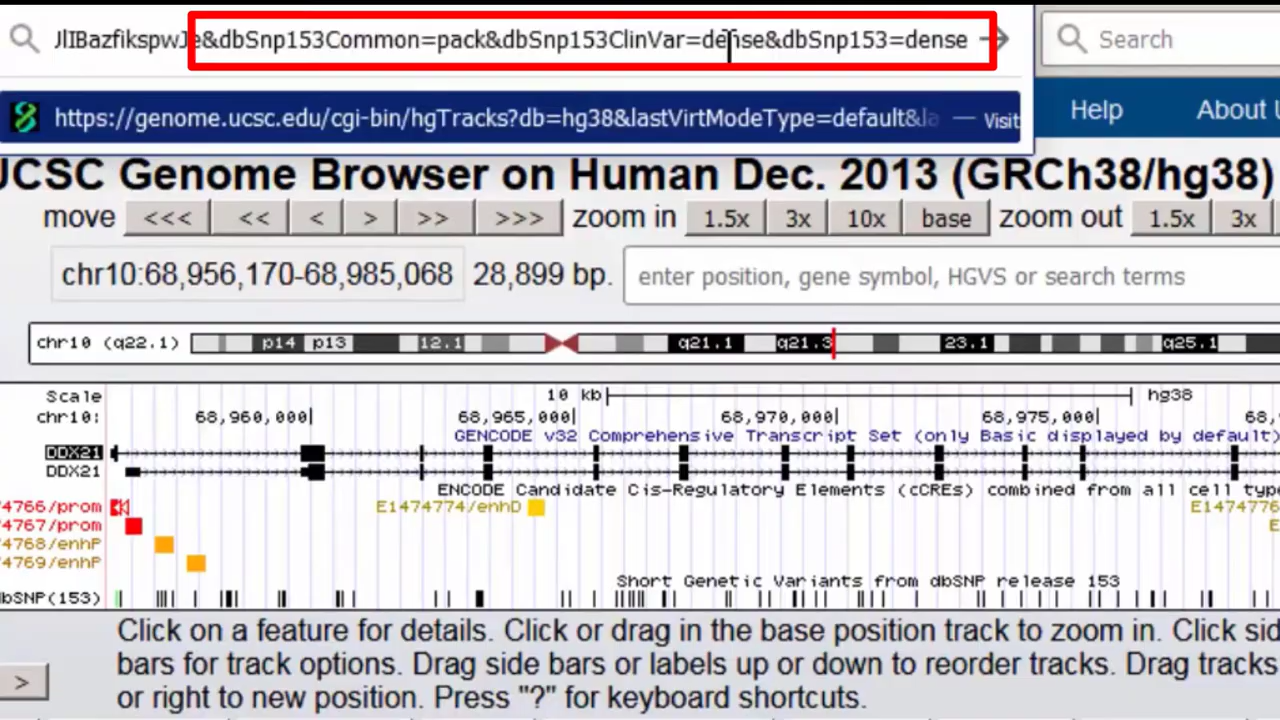 JlIBazfikspwJe&dbSnp153Common=pack&dbSnp153ClinVar=dense&dbSnp153=dense
Search
https://genome.ucsc.edu/cgi-bin/hgTracks?db=hg38&lastVirtModeType=default&la — Visit
Help About U
UCSC Genome Browser on Human Dec. 2013 (GRCh38/hg38)
move <<< << < > >> >>> zoom in 1.5x 3x 10x base zoom out 1.5x 3x
chr10:68,956,170-68,985,068 28,899 bp. enter position, gene symbol, HGVS or search terms
chr10 (q22.1) p14 p13 12.1 q21.1 q21.3 23.1 q25.1
Scale 10 kb hg38
chr10: 68,960,000 68,965,000 68,970,000 68,975,000 68,
GENCODE v32 Comprehensive Transcript Set (only Basic displayed by default)
DDX21
DDX21
ENCODE Candidate Cis-Regulatory Elements (cCREs) combined from all cell type
4766/prom E1474774/enhD E1474776
4767/prom E
4768/enhP
4769/enhP
Short Genetic Variants from dbSNP release 153
dbSNP(153)
Click on a feature for details. Click or drag in the base position track to zoom in. Click sid
bars for track options. Drag side bars or labels up or down to reorder tracks. Drag tracks
> or right to new position. Press "?" for keyboard shortcuts.